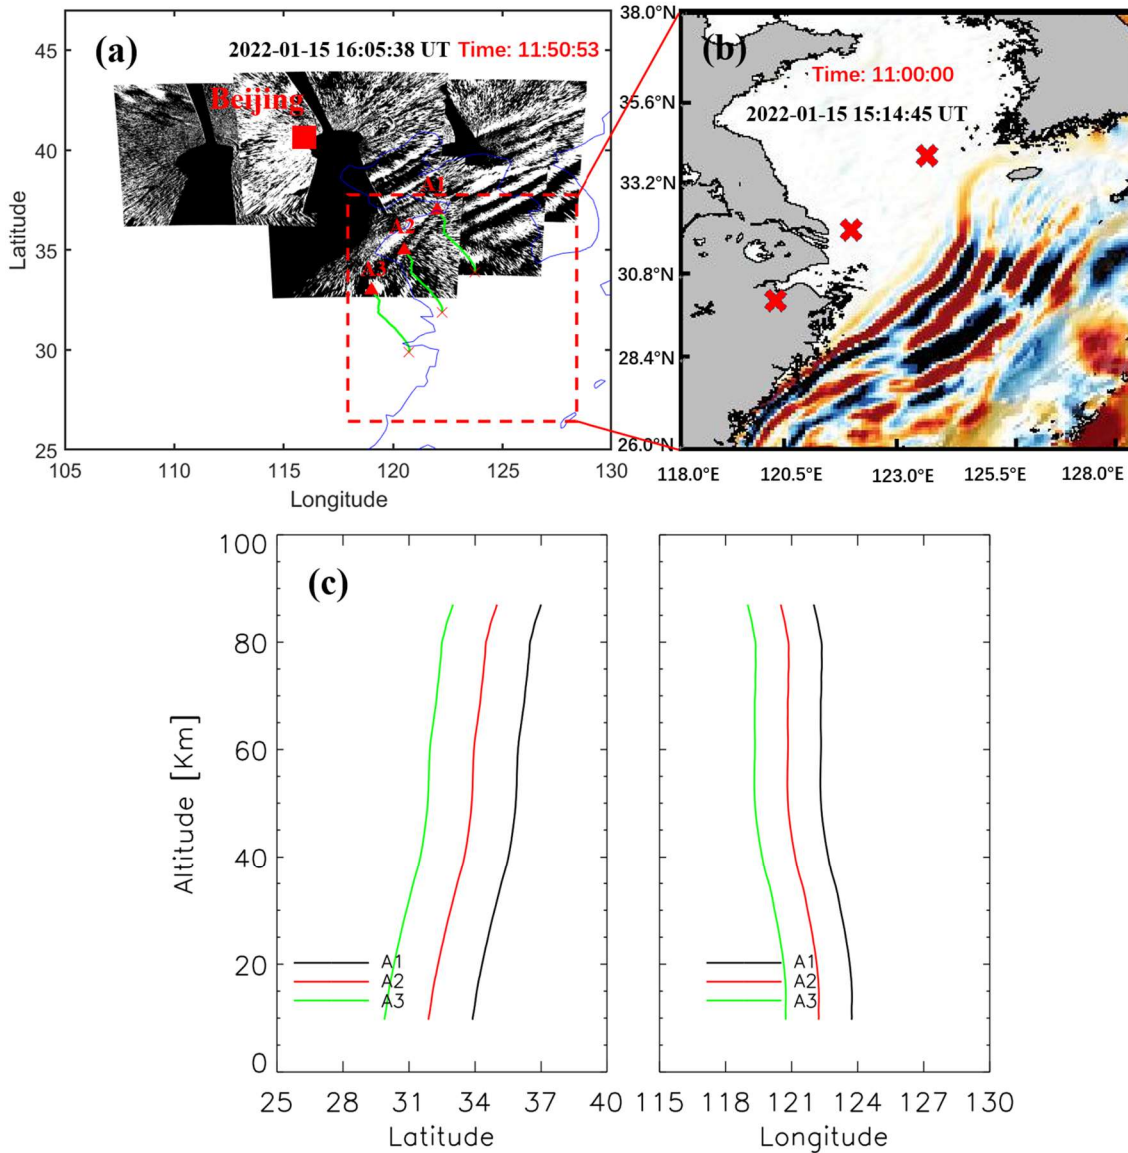 (a)
2022-01-15 16:05:38 UT Time: 11:50:53
Beijing
A1
A2
A3
45
40
35
30
25
Latitude
105 110 115 120 125 130
Longitude
(b)
Time: 11:00:00
2022-01-15 15:14:45 UT
38.0°N
35.6°N
33.2°N
30.8°N
28.4°N
26.0°N
118.0°E 120.5°E 123.0°E 125.5°E 128.0°E
(c)
100
80
60
40
20
0
Altitude [Km]
A1
A2
A3
25 28 31 34 37 40
Latitude
A1
A2
A3
115 118 121 124 127 130
Longitude